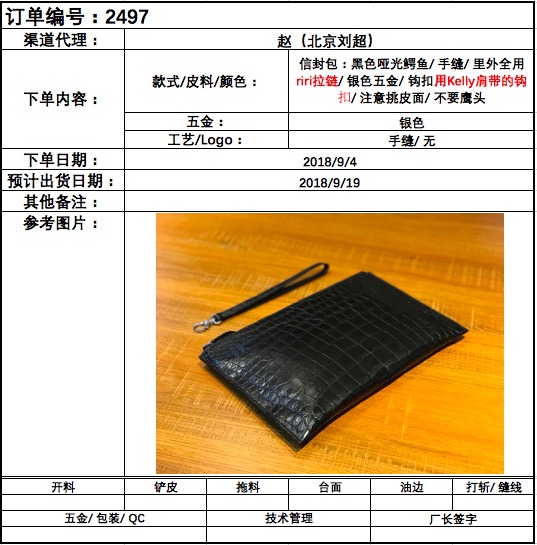 订单编号：2497
渠道代理： 赵（北京刘超）
下单内容： 款式/皮料/颜色： 信封包：黑色哑光鳄鱼/ 手缝/ 里外全用
riri拉链/ 银色五金/ 钩扣用Kelly肩带的钩
扣/ 注意挑皮面/ 不要鹰头
五金： 银色
工艺/Logo： 手缝/ 无
下单日期： 2018/9/4
预计出货日期： 2018/9/19
其他备注：
参考图片：
开料 铲皮 拖料 台面 油边 打斩/ 缝线
五金/ 包装/ QC 技术管理 厂长签字